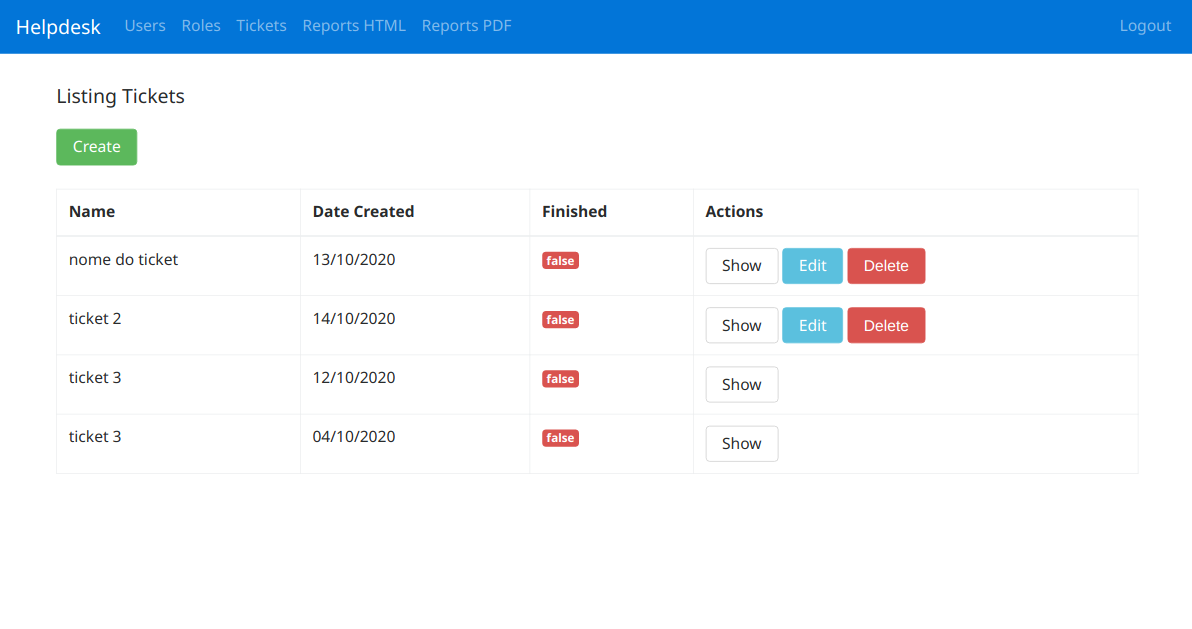 Helpdesk Users Roles Tickets Reports HTML Reports PDF Logout
Listing Tickets
Create
Name Date Created Finished Actions
nome do ticket 13/10/2020 false Show Edit Delete
ticket 2 14/10/2020 false Show Edit Delete
ticket 3 12/10/2020 false Show
ticket 3 04/10/2020 false Show